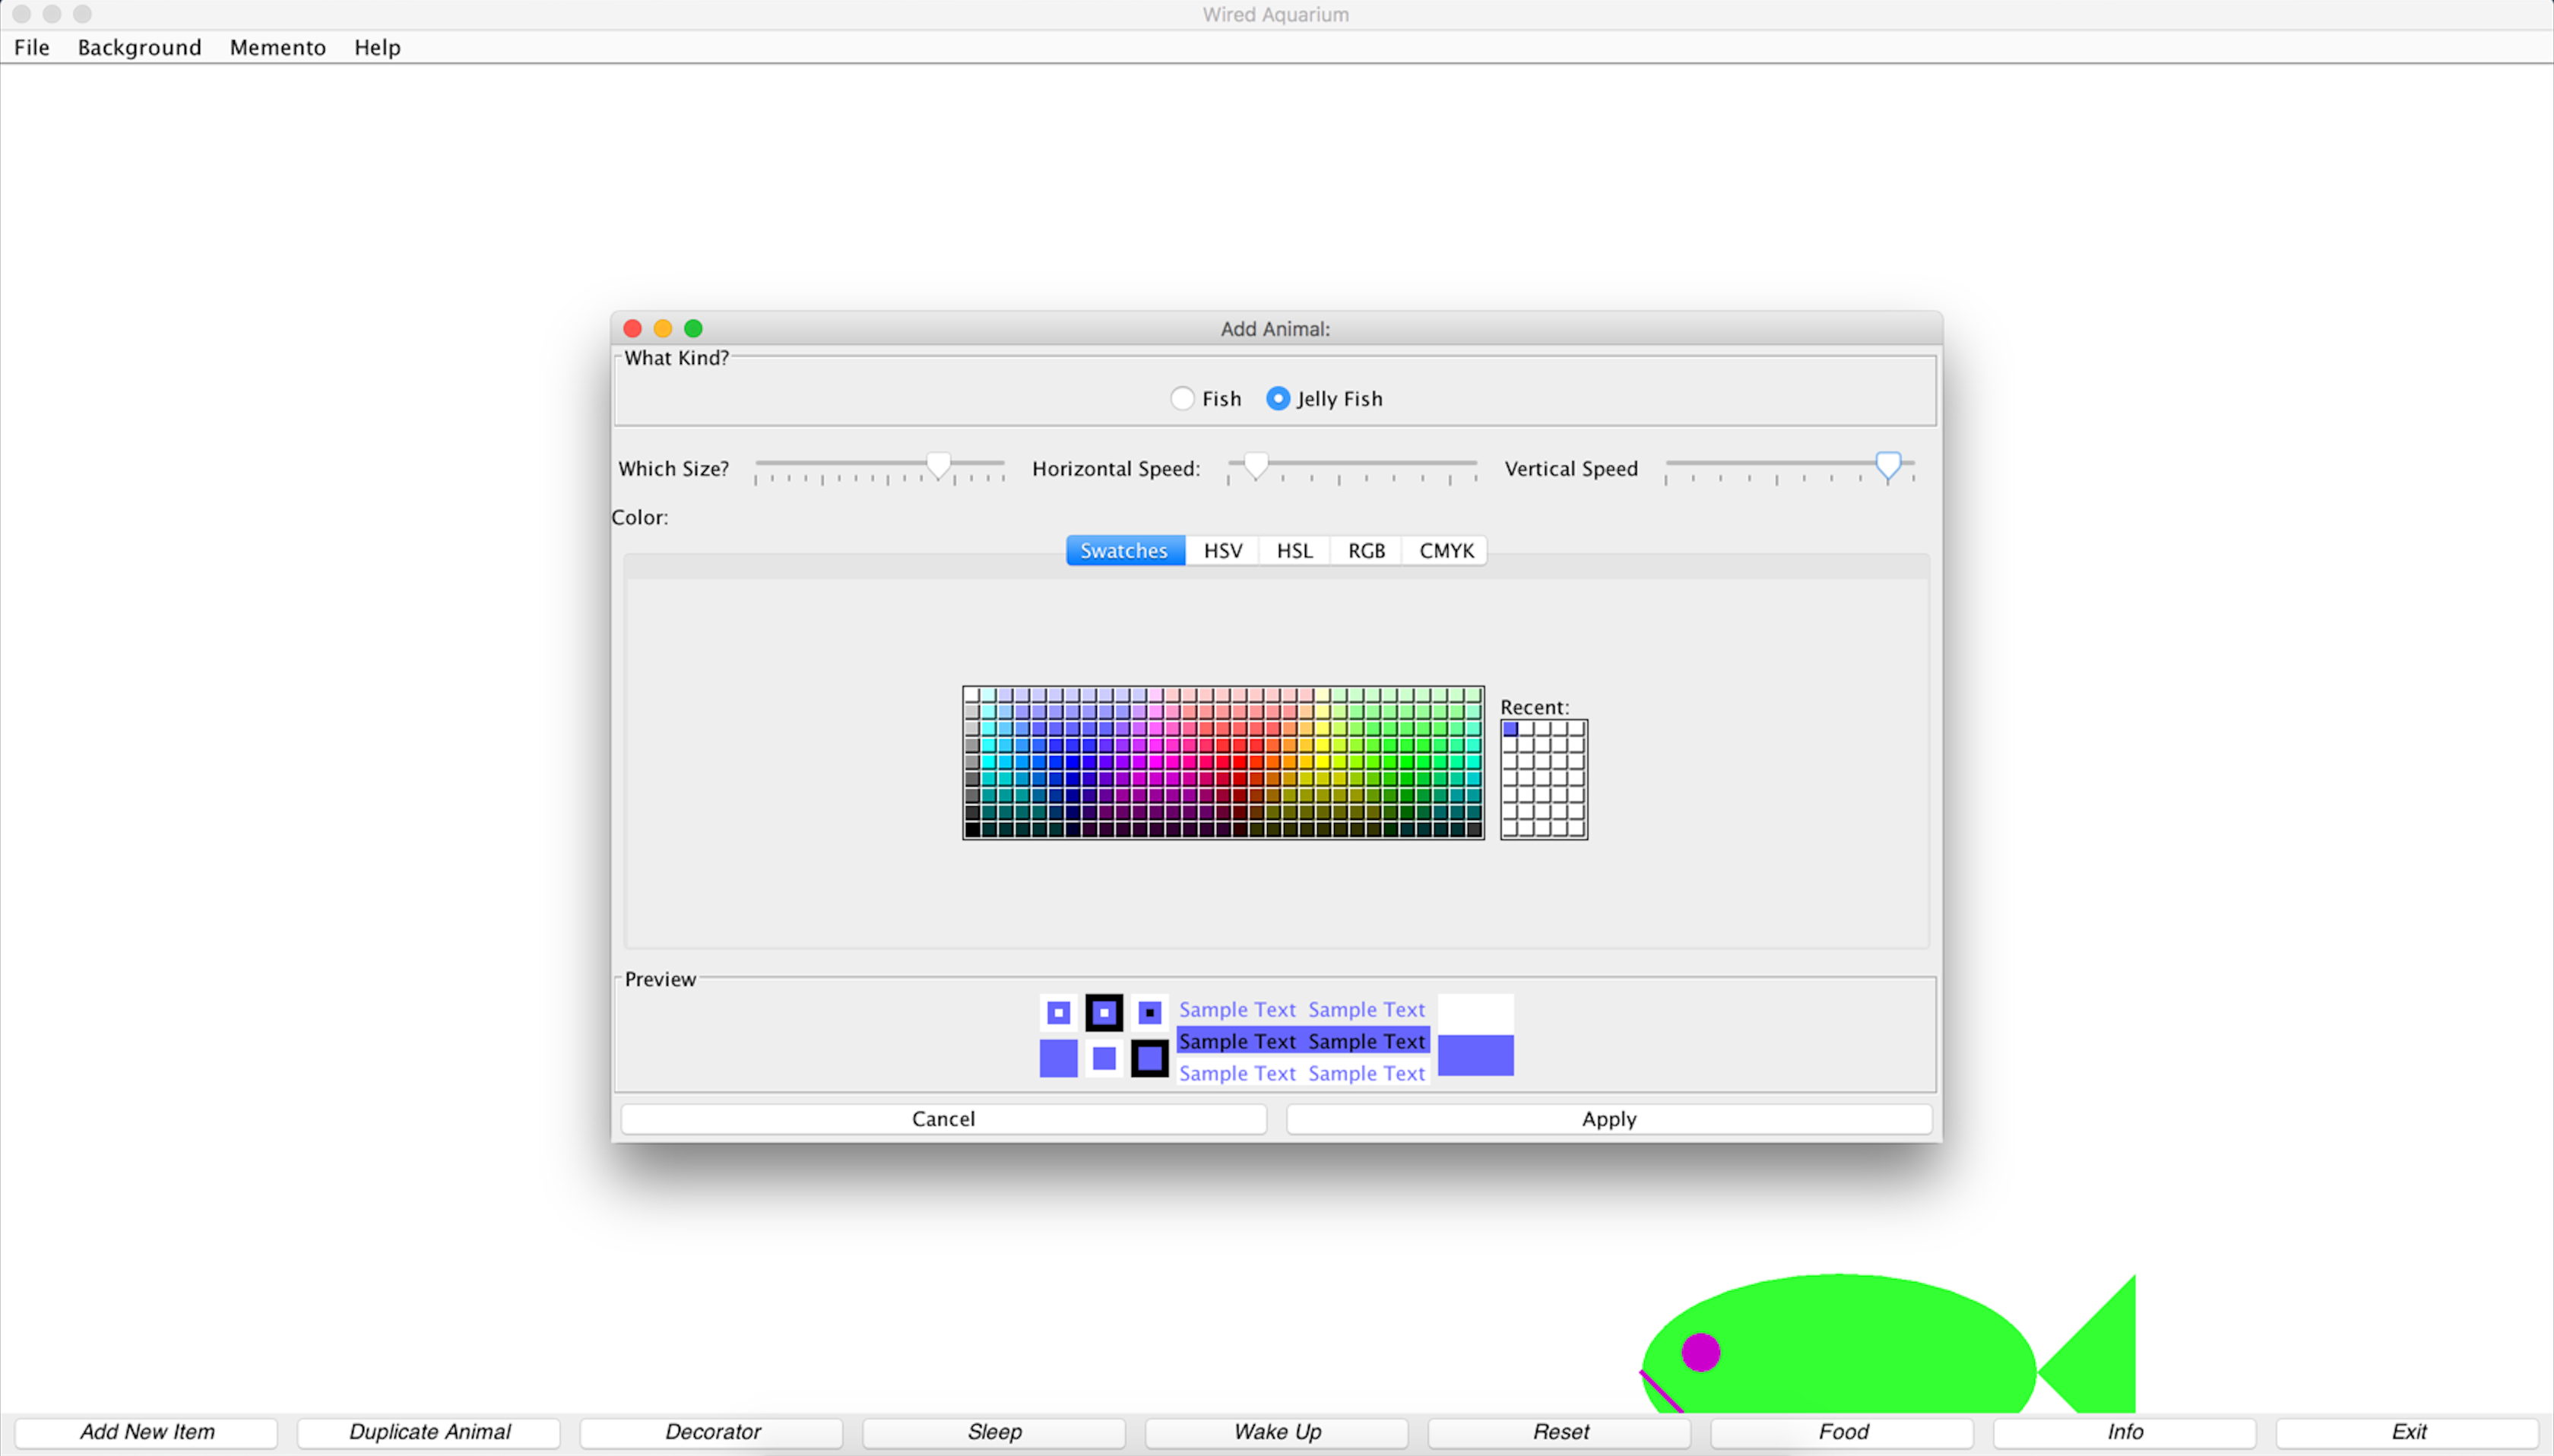 Wired Aquarium
File Background Memento Help
Add Animal:
What Kind?
Fish Jelly Fish
Which Size? Horizontal Speed: Vertical Speed
Color:
Swatches HSV HSL RGB CMYK
Recent:
Preview
Sample Text Sample Text
Sample Text Sample Text
Sample Text Sample Text
Cancel Apply
Add New Item Duplicate Animal Decorator Sleep Wake Up Reset Food Info Exit